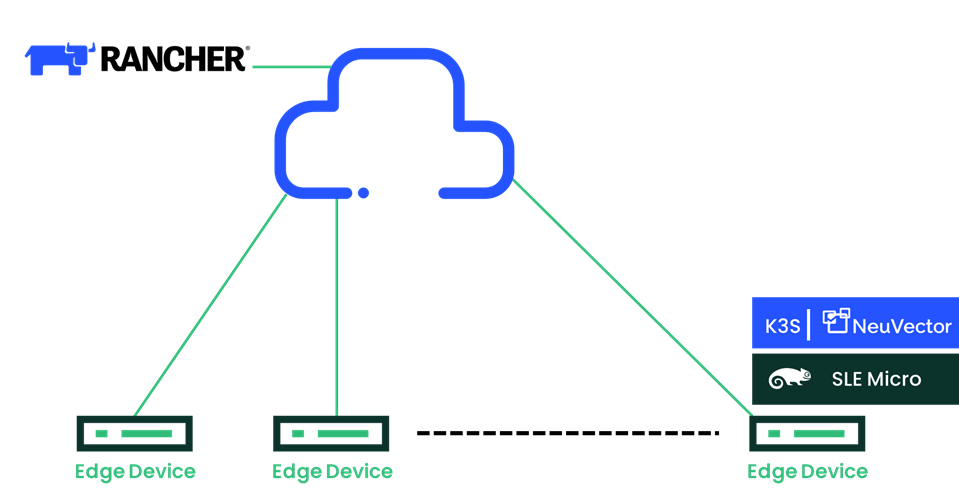 RANCHER®
K3S | NeuVector
SLE Micro
Edge Device
Edge Device
Edge Device